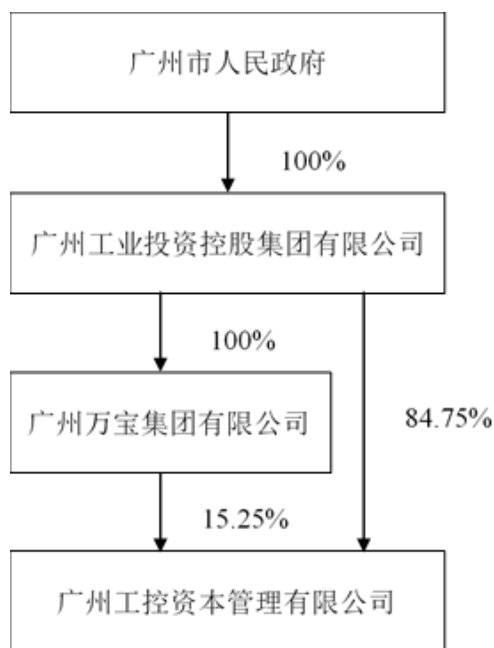 广州市人民政府
100%
广州工业投资控股集团有限公司
100%
广州万宝集团有限公司
84.75%
15.25%
广州工控资本管理有限公司